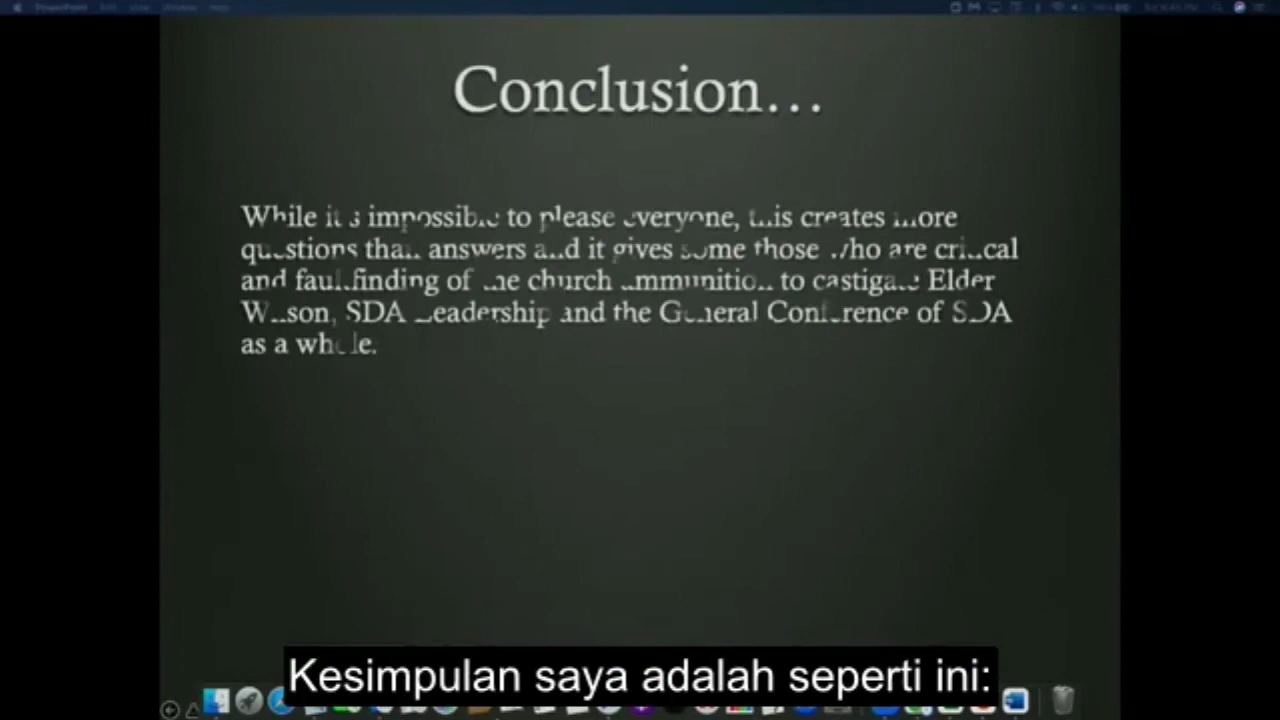 PowerPoint
Conclusion...
While it's impossible to please everyone, this creates more
questions than answers and it gives some those who are critical
and faultfinding of the church ammunition to castigate Elder
Wilson, SDA Leadership and the General Conference of SDA
as a whole.
Kesimpulan saya adalah seperti ini: